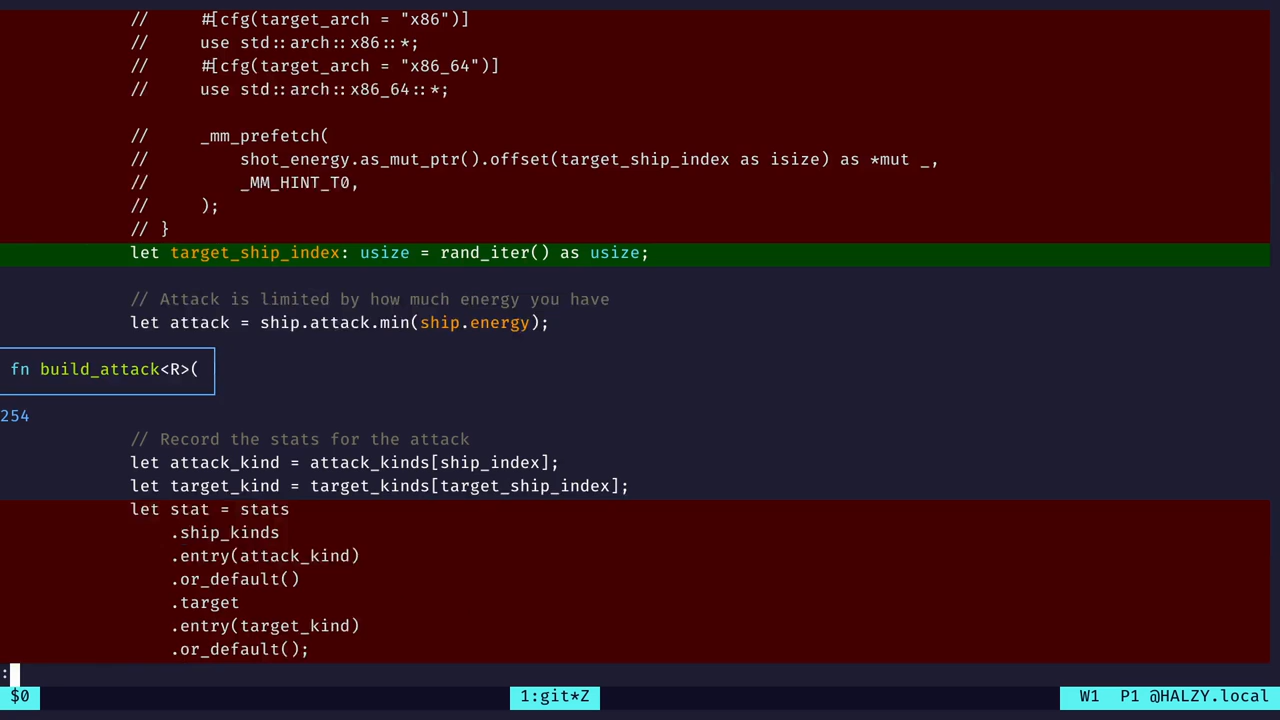 //     #[cfg(target_arch = "x86")]
//     use std::arch::x86::*;
//     #[cfg(target_arch = "x86_64")]
//     use std::arch::x86_64::*;
//     _mm_prefetch(
//         shot_energy.as_mut_ptr().offset(target_ship_index as isize) as *mut _,
//         _MM_HINT_T0,
//     );
// }
let target_ship_index: usize = rand_iter() as usize;
// Attack is limited by how much energy you have
let attack = ship.attack.min(ship.energy);
fn build_attack<R>(
254
// Record the stats for the attack
let attack_kind = attack_kinds[ship_index];
let target_kind = target_kinds[target_ship_index];
let stat = stats
    .ship_kinds
    .entry(attack_kind)
    .or_default()
    .target
    .entry(target_kind)
    .or_default();
:
$0 1:git*Z W1 P1 @HALZY.local